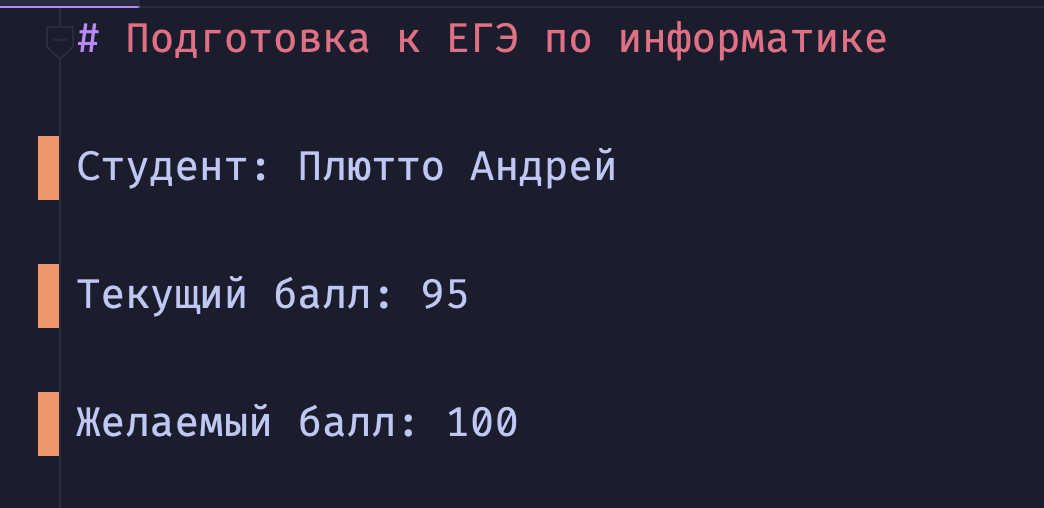 # Подготовка к ЕГЭ по информатике
Студент: Плютто Андрей
Текущий балл: 95
Желаемый балл: 100